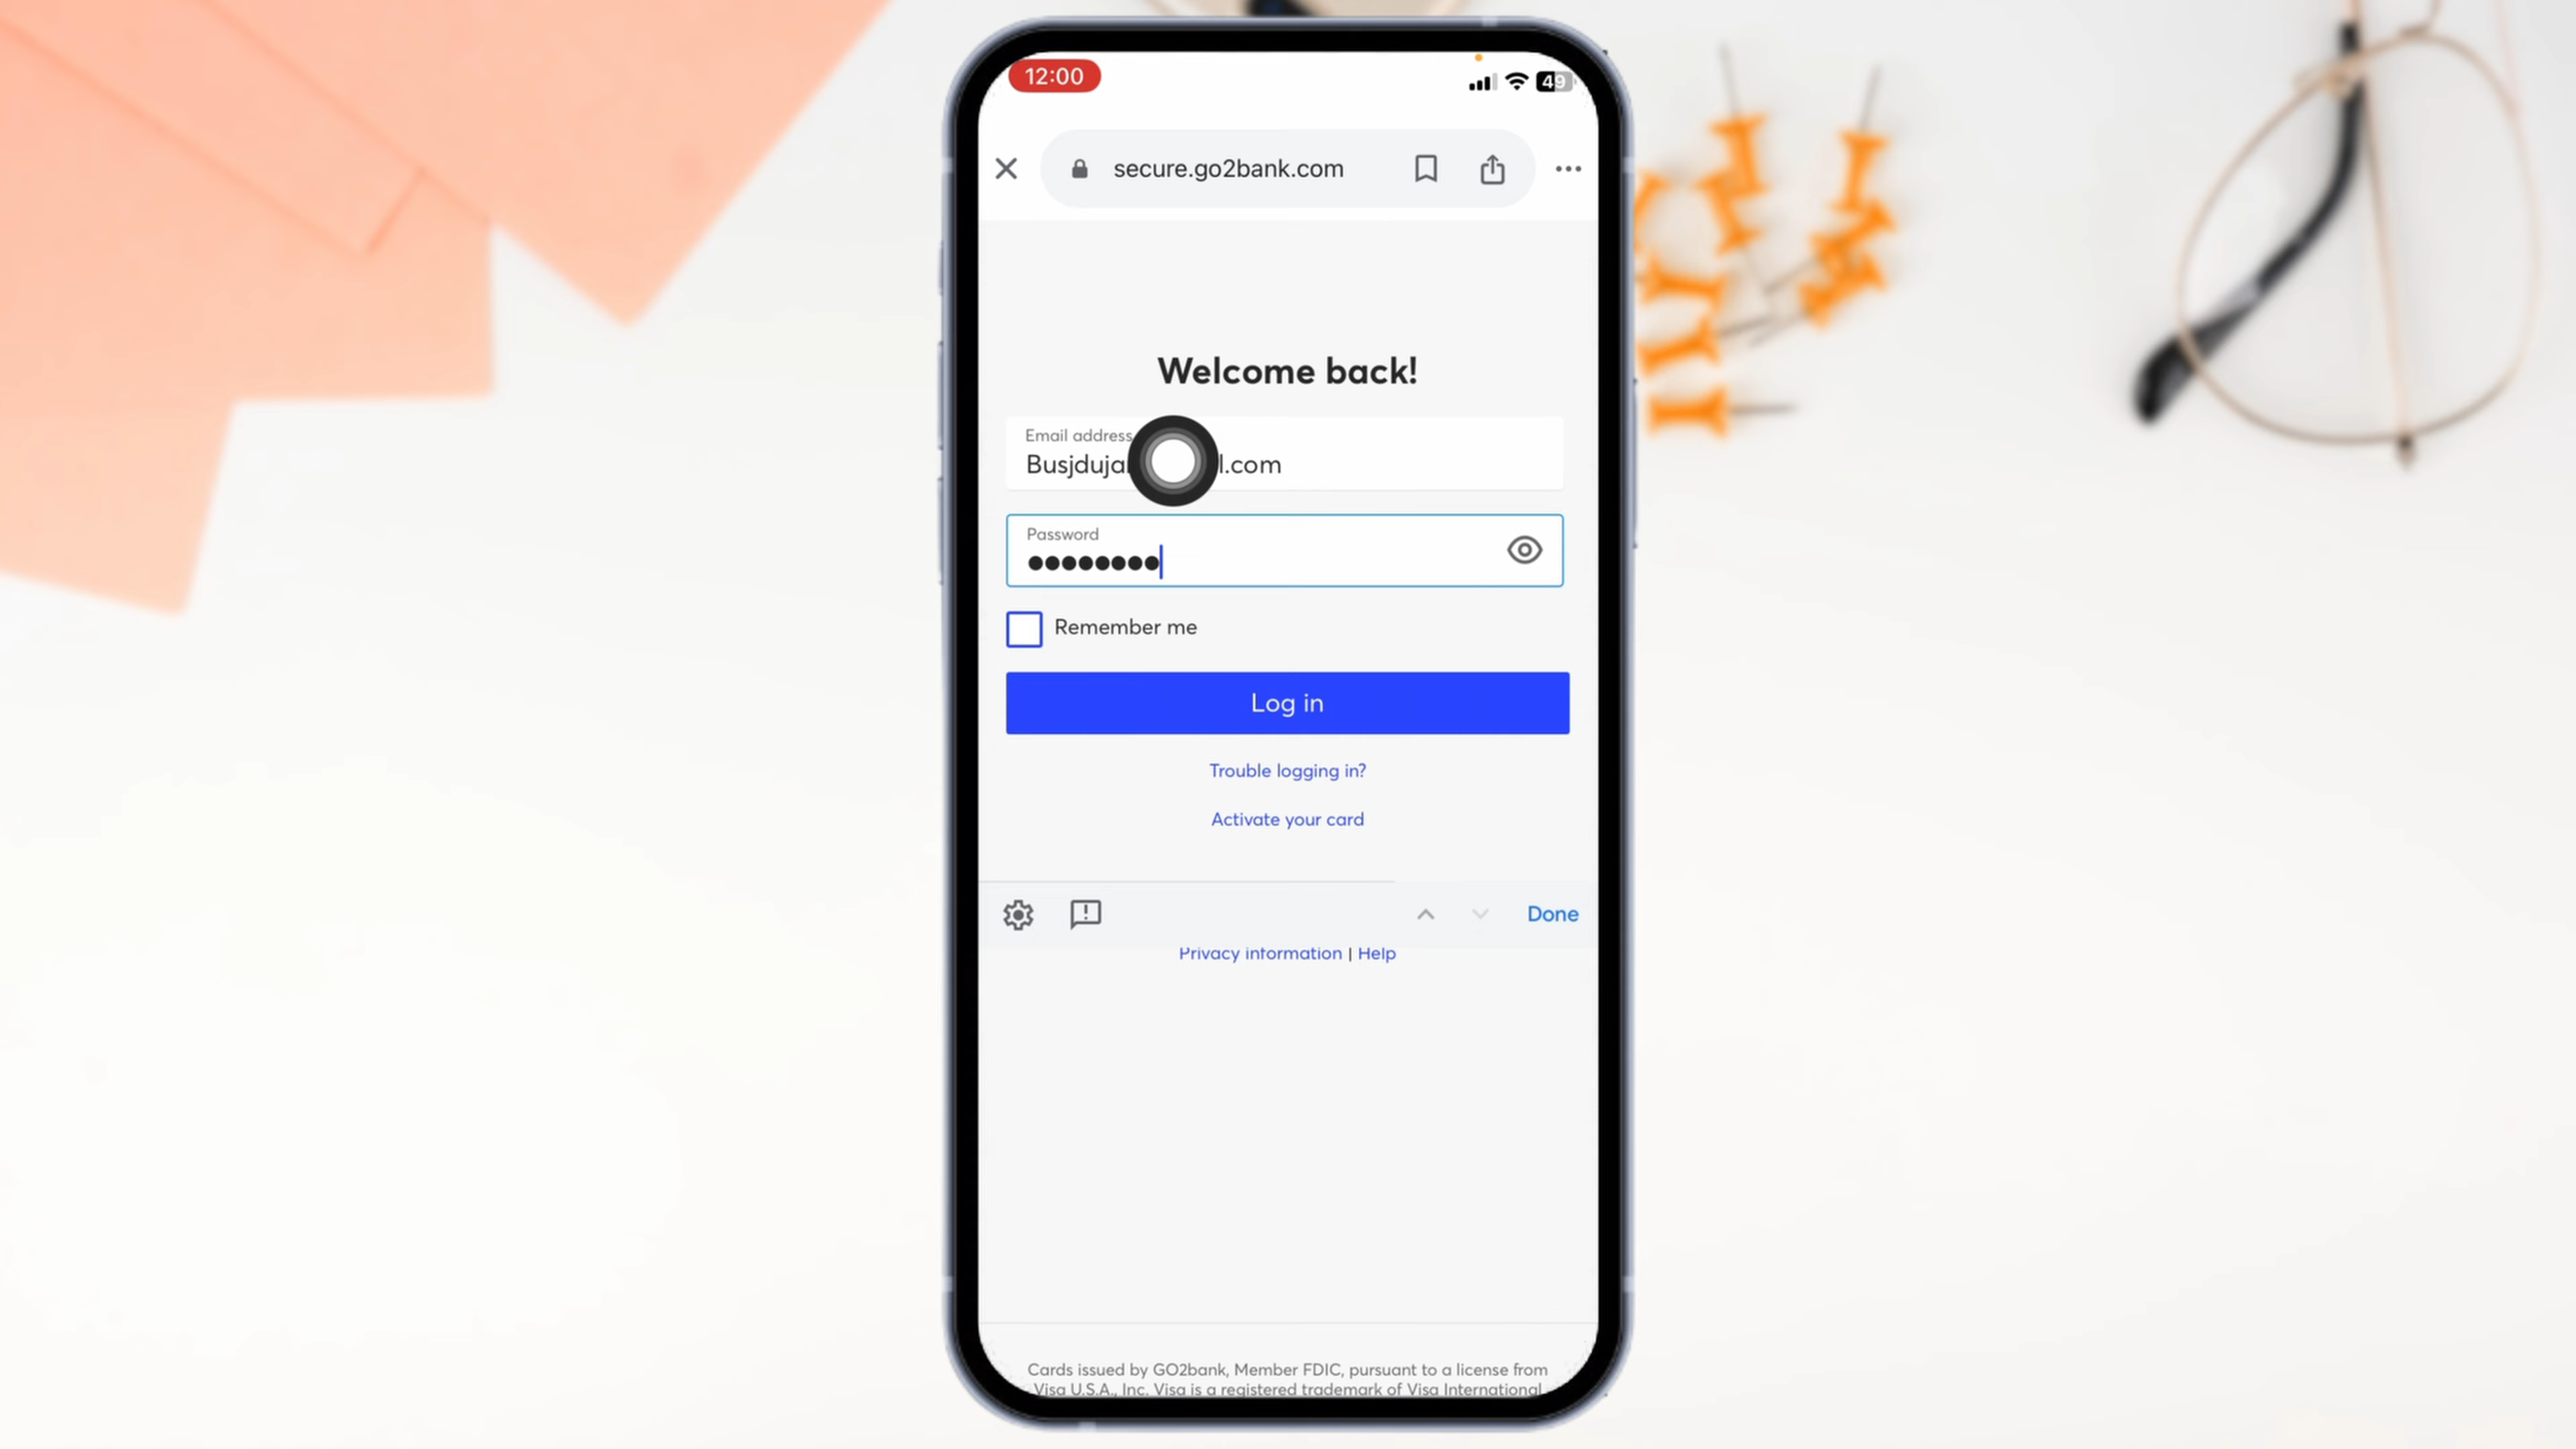 12:00
49
secure.go2bank.com
Welcome back!
Email address
l.com
Password
Remember me
Log in
Trouble logging in?
Activate your card
Done
Privacy information | Help
Cards issued by GO2bank, Member FDIC, pursuant to a license from
Visa U.S.A., Inc. Visa is a registered trademark of Visa International